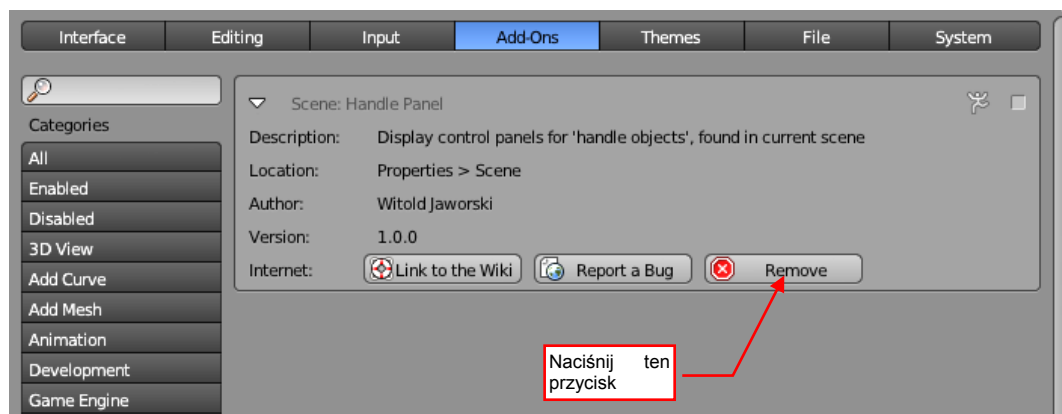 Interface Editing Input Add-Ons Themes File System
Categories
All
Enabled
Disabled
3D View
Add Curve
Add Mesh
Animation
Development
Game Engine
Scene: Handle Panel
Description: Display control panels for 'handle objects', found in current scene
Location: Properties > Scene
Author: Witold Jaworski
Version: 1.0.0
Internet: Link to the Wiki Report a Bug Remove
Naciśnij ten
przycisk